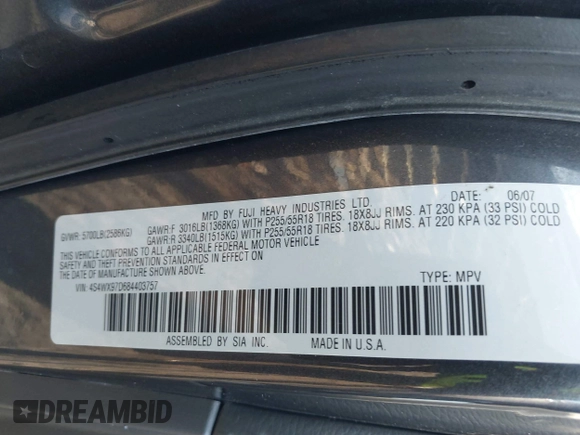 MFD BY FUJI HEAVY INDUSTRIES LTD. DATE: 06/07
GVWR: 5700LB(2586KG) GAWR:F 3016LB(1368KG) WITH P255/55R18 TIRES. 18X8JJ RIMS. AT 230 KPA (33 PSI) COLD
GAWR:R 3340LB(1515KG) WITH P255/55R18 TIRES. 18X8JJ RIMS. AT 220 KPA (32 PSI) COLD
THIS VEHICLE CONFORMS TO ALL APPLICABLE FEDERAL MOTOR VEHICLE
SAFETY AND THEFT PREVENTION STANDARDS IN EFFECT ON
THE DATE OF MANUFACTURE SHOWN ABOVE
VIN: 4S4WX97D684403757 TYPE: MPV
ASSEMBLED BY SIA INC. MADE IN U.S.A.
DREAMBID